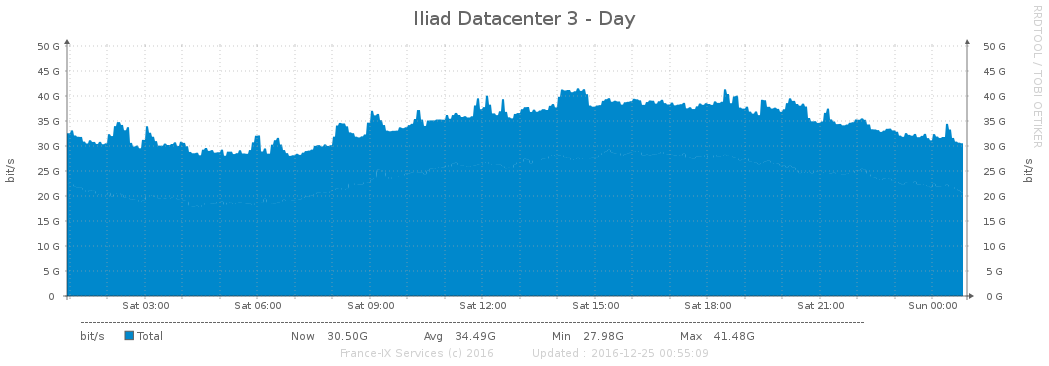 Iliad Datacenter 3 - Day
RRDTOOL / TOBI OETIKER
50 G 50 G
45 G 45 G
40 G 40 G
35 G 35 G
30 G 30 G
25 G 25 G
20 G 20 G
15 G 15 G
10 G 10 G
5 G 5 G
0 0 G
bit/s bit/s
Sat 03:00 Sat 06:00 Sat 09:00 Sat 12:00 Sat 15:00 Sat 18:00 Sat 21:00 Sun 00:00
bit/s Total Now 30.50G Avg 34.49G Min 27.98G Max 41.48G
France-IX Services (c) 2016 Updated : 2016-12-25 00:55:09